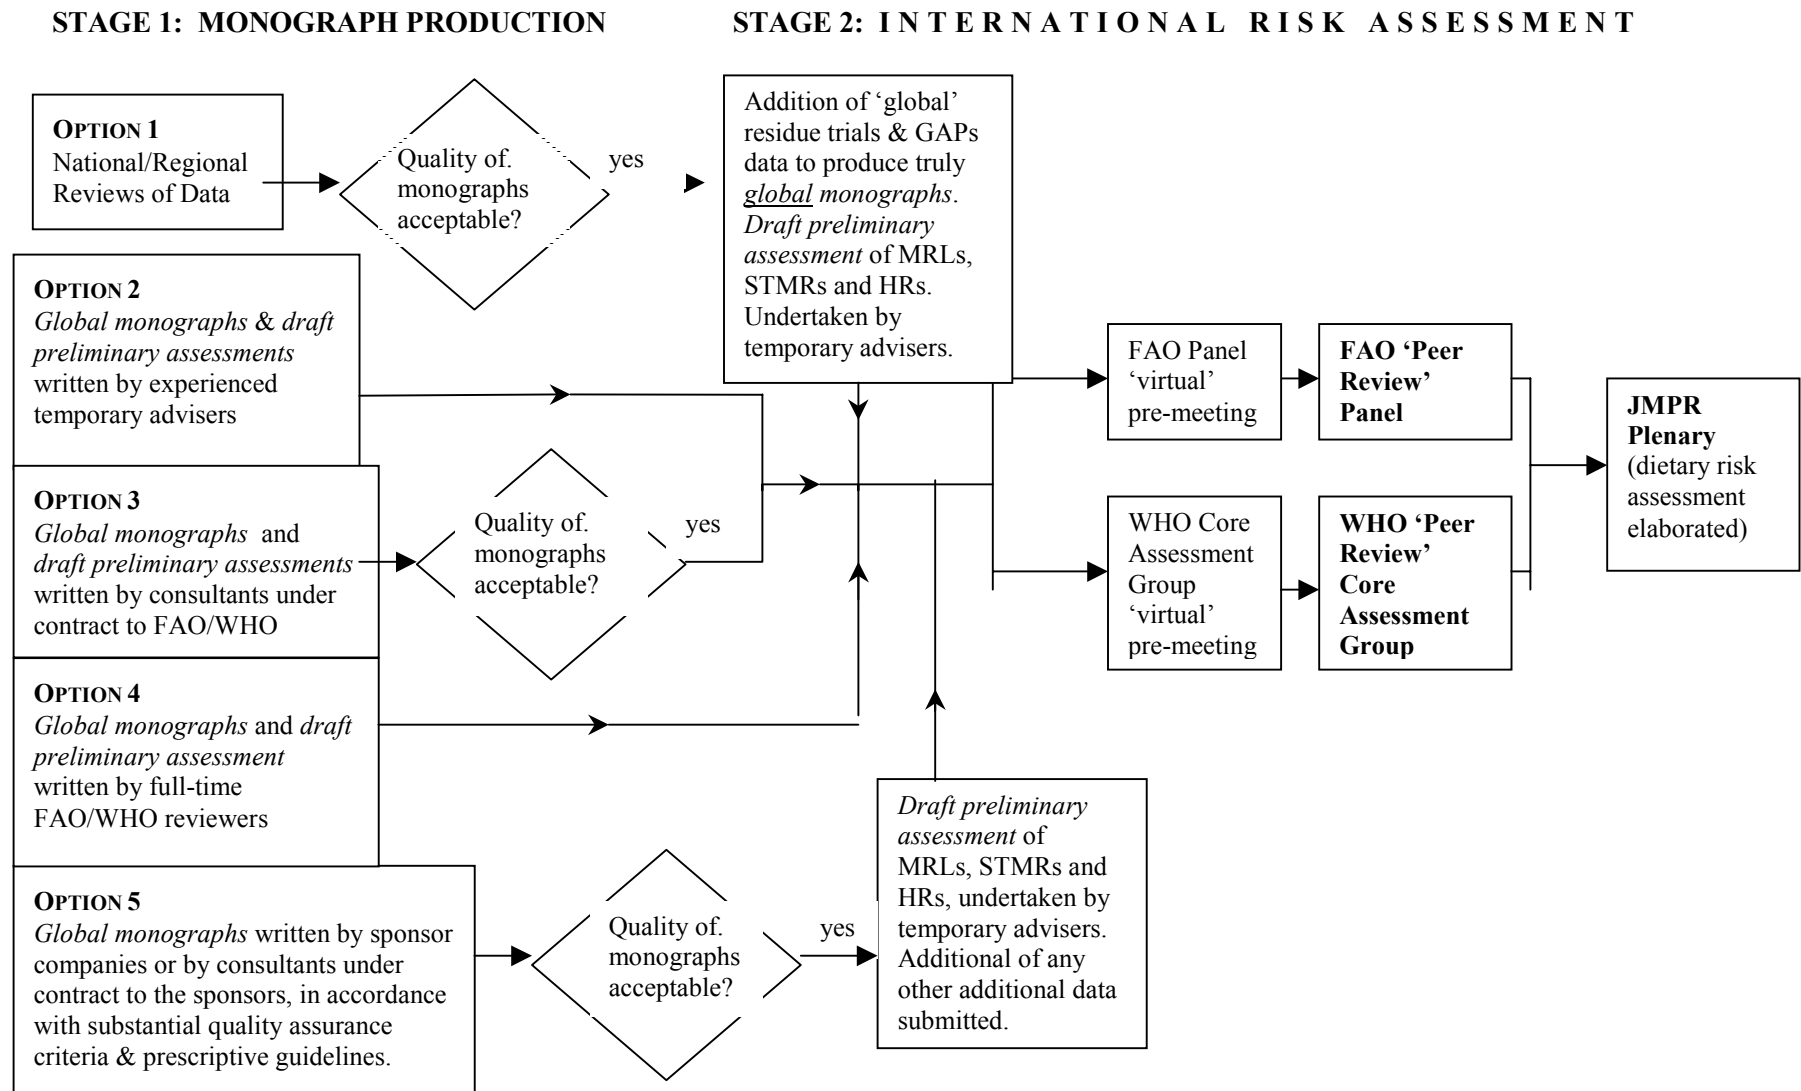 STAGE 1: MONOGRAPH PRODUCTION
STAGE 2: I N T E R N A T I O N A L R I S K A S S E S S M E N T
OPTION 1
National/Regional
Reviews of Data
Quality of.
monographs
acceptable?
yes
Addition of ‘global’
residue trials & GAPs
data to produce truly
global monographs.
Draft preliminary
assessment of MRLs,
STMRs and HRs.
Undertaken by
temporary advisers.
OPTION 2
Global monographs & draft
preliminary assessments
written by experienced
temporary advisers
OPTION 3
Global monographs and
draft preliminary assessments
written by consultants under
contract to FAO/WHO
Quality of.
monographs
acceptable?
yes
OPTION 4
Global monographs and draft
preliminary assessment
written by full-time
FAO/WHO reviewers
OPTION 5
Global monographs written by sponsor
companies or by consultants under
contract to the sponsors, in accordance
with substantial quality assurance
criteria & prescriptive guidelines.
Quality of.
monographs
acceptable?
yes
Draft preliminary
assessment of
MRLs, STMRs and
HRs, undertaken by
temporary advisers.
Additional of any
other additional data
submitted.
FAO Panel
‘virtual’
pre-meeting
FAO ‘Peer
Review’
Panel
WHO Core
Assessment
Group
‘virtual’
pre-meeting
WHO ‘Peer
Review’
Core
Assessment
Group
JMPR
Plenary
(dietary risk
assessment
elaborated)